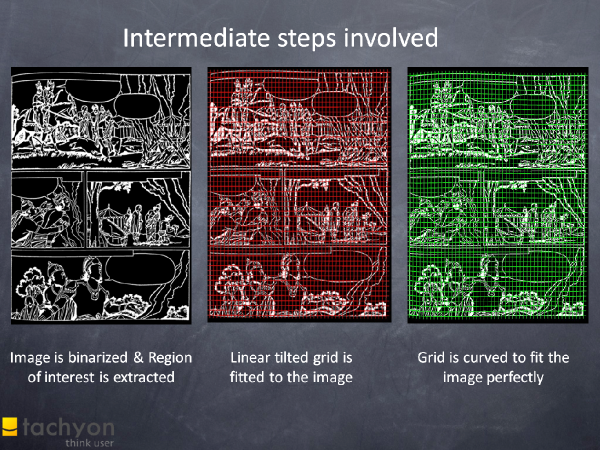 Intermediate steps involved
Image is binarized & Region
of interest is extracted
Linear tilted grid is
fitted to the image
Grid is curved to fit the
image perfectly
tachyon
think user